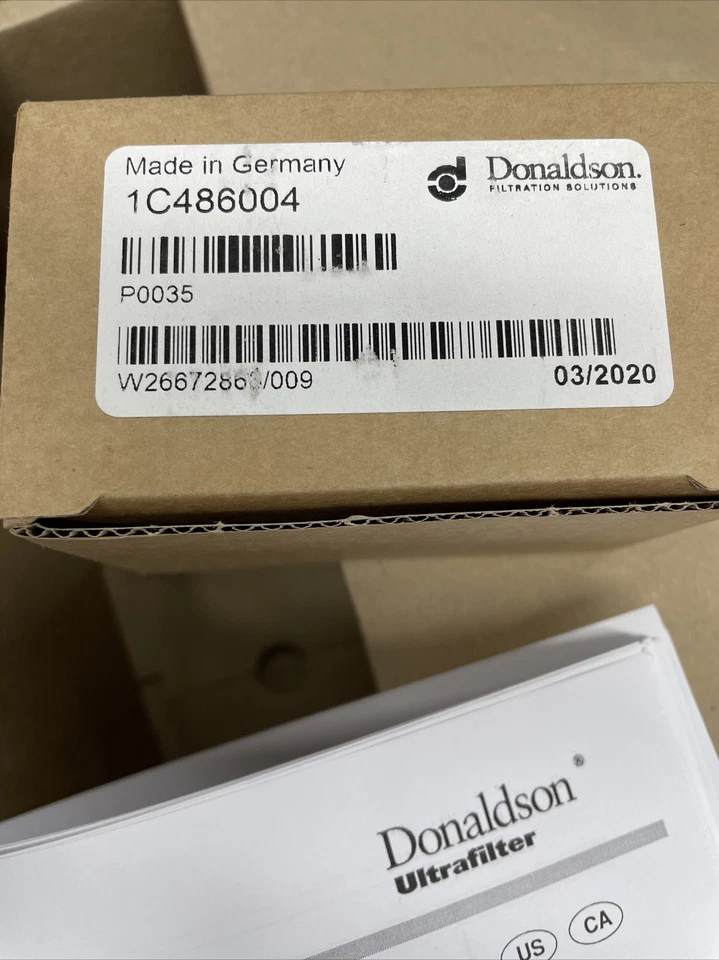 Made in Germany
1C486004
Donaldson.
FILTRATION SOLUTIONS
P0035
03/2020
Donaldson®
Ultrafilter
US
CA